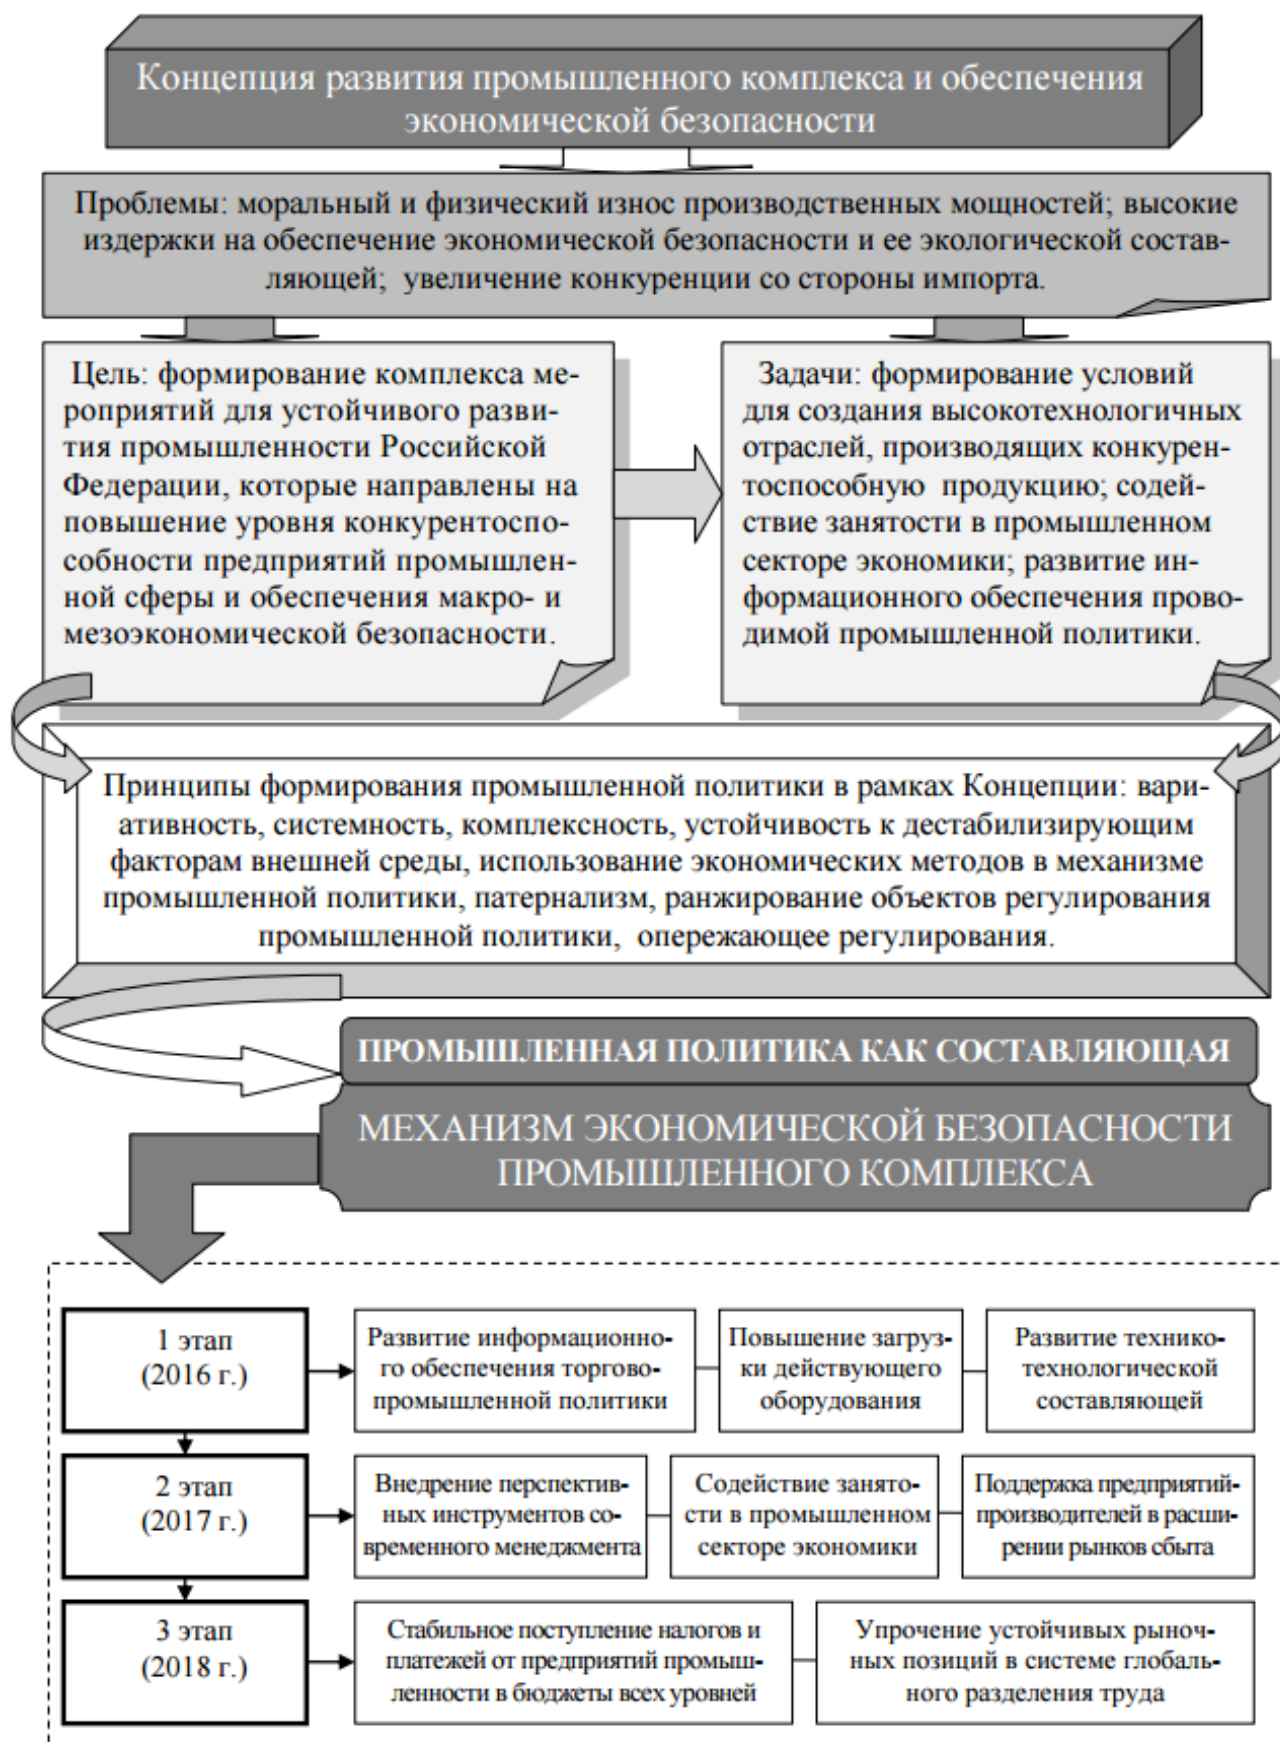 Концепция развития промышленного комплекса и обеспечения
экономической безопасности
Проблемы: моральный и физический износ производственных мощностей; высокие
издержки на обеспечение экономической безопасности и ее экологической состав-
ляющей; увеличение конкуренции со стороны импорта.
Цель: формирование комплекса ме-
роприятий для устойчивого разви-
тия промышленности Российской
Федерации, которые направлены на
повышение уровня конкурентоспо-
собности предприятий промышлен-
ной сферы и обеспечения макро- и
мезоэкономической безопасности.
Задачи: формирование условий
для создания высокотехнологичных
отраслей, производящих конкурен-
тоспособную продукцию; содей-
ствие занятости в промышленном
секторе экономики; развитие ин-
формационного обеспечения прово-
димой промышленной политики.
Принципы формирования промышленной политики в рамках Концепции: вари-
ативность, системность, комплексность, устойчивость к дестабилизирующим
факторам внешней среды, использование экономических методов в механизме
промышленной политики, патернализм, ранжирование объектов регулирования
промышленной политики, опережающее регулирования.
ПРОМЫШЛЕННАЯ ПОЛИТИКА КАК СОСТАВЛЯЮЩАЯ
МЕХАНИЗМ ЭКОНОМИЧЕСКОЙ БЕЗОПАСНОСТИ
ПРОМЫШЛЕННОГО КОМПЛЕКСА
1 этап
(2016 г.)
Развитие информационно-
го обеспечения торгово-
промышленной политики
Повышение загруз-
ки действующего
оборудования
Развитие технико-
технологической
составляющей
2 этап
(2017 г.)
Внедрение перспектив-
ных инструментов со-
временного менеджмента
Содействие занято-
сти в промышленном
секторе экономики
Поддержка предприятий-
производителей в расши-
рении рынков сбыта
3 этап
(2018 г.)
Стабильное поступление налогов и
платежей от предприятий промыш-
ленности в бюджеты всех уровней
Упрочение устойчивых рыноч-
ных позиций в системе глобаль-
ного разделения труда